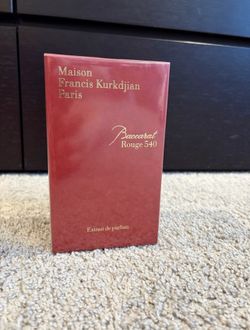 Maison
Francis Kurkdjian
Paris
Baccarat
Rouge 540
Extrait de parfum